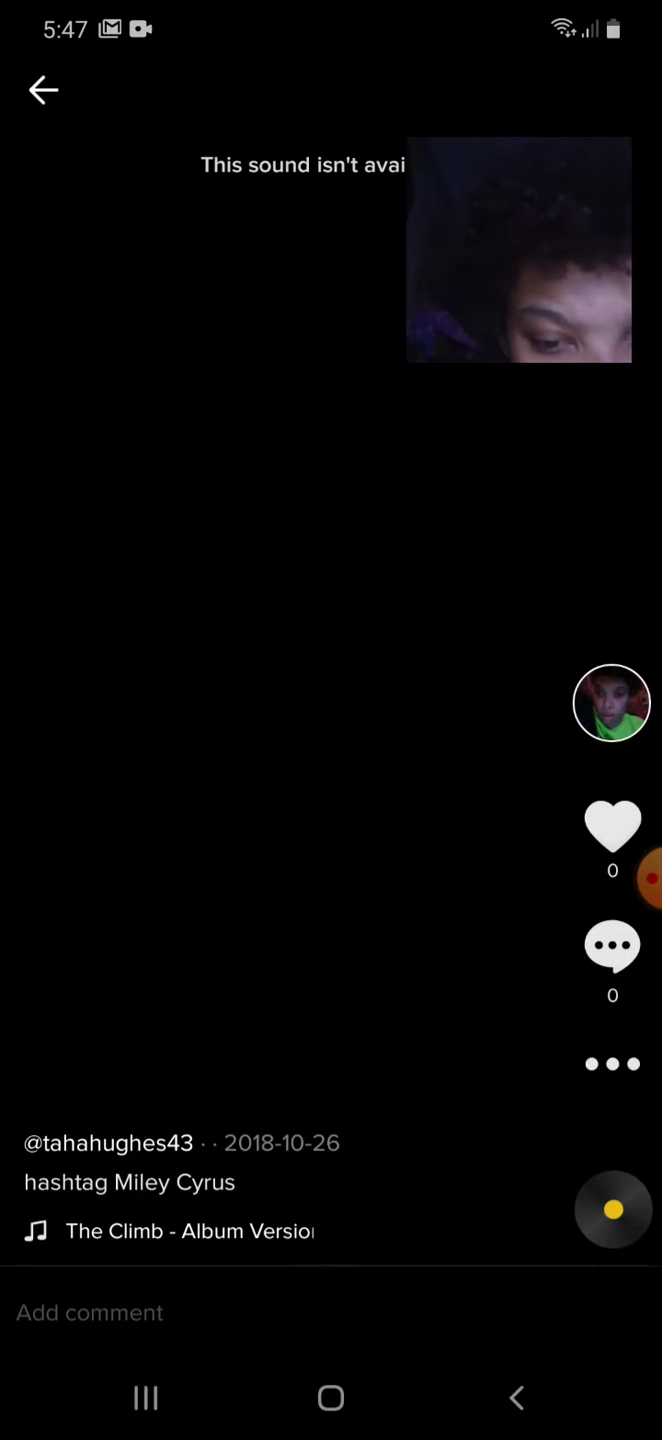 5:47
This sound isn't avai
0
0
@tahahughes43 · · 2018-10-26
hashtag Miley Cyrus
The Climb - Album Version
Add comment